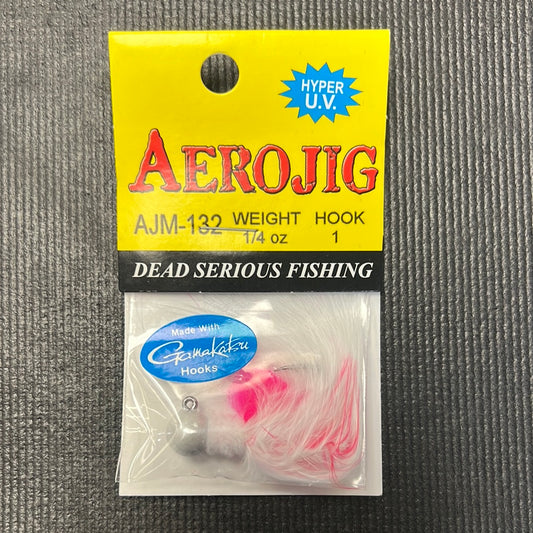 HYPER
U.V.
AEROJIG
AJM-132 WEIGHT HOOK
1/4 oz 1
DEAD SERIOUS FISHING
Made With
Gamakatsu
Hooks